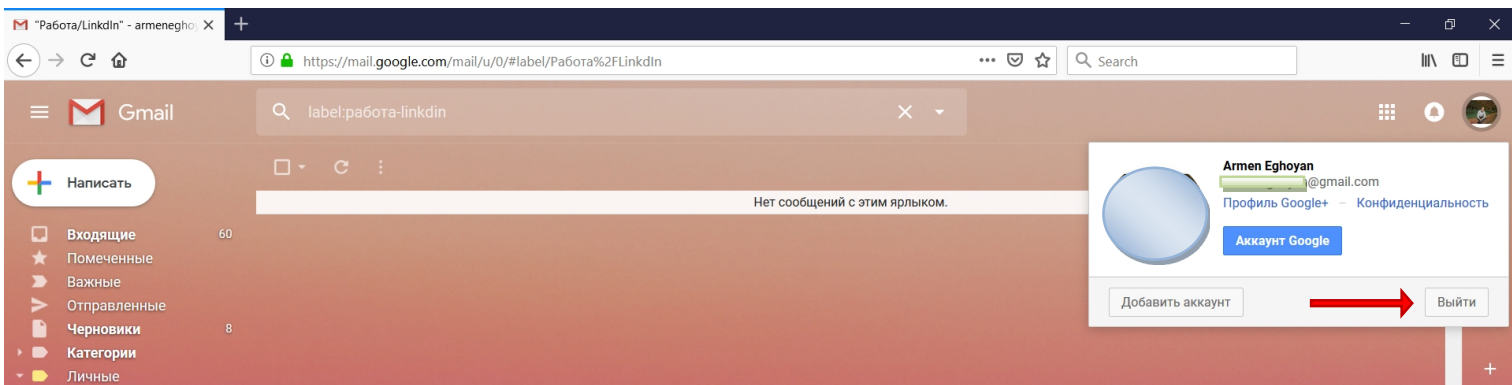 "Работа/LinkdIn" - armenegho
https://mail.google.com/mail/u/0/#label/Работа%2FLinkdIn
Search
Gmail
label:работа-linkdin
Написать
Нет сообщений с этим ярлыком.
Входящие 60
Помеченные
Важные
Отправленные
Черновики 8
Категории
Личные
Armen Eghoyan
@gmail.com
Профиль Google+ – Конфиденциальность
Аккаунт Google
Добавить аккаунт
Выйти